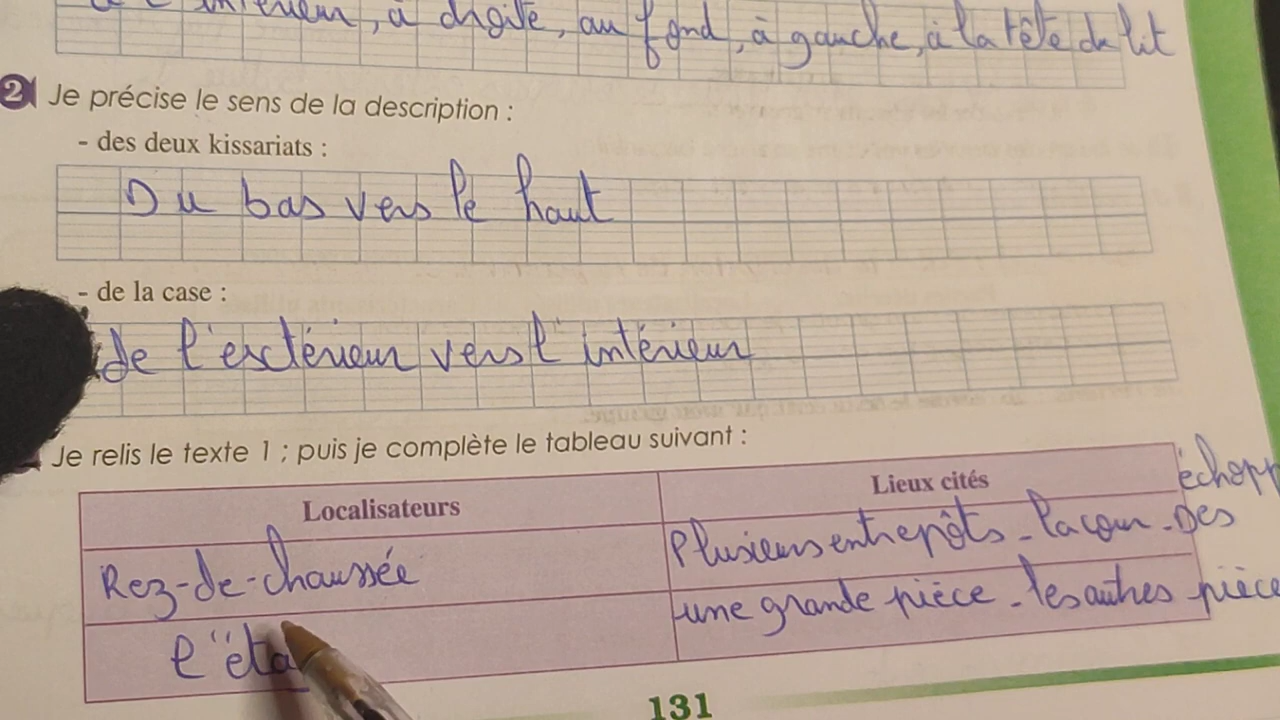 à l'intérieur, à droite, au fond, à gauche, à la tête de lit
2 Je précise le sens de la description :
- des deux kissariats :
Du bas vers le haut
- de la case :
de l'extérieur vers l'intérieur
Je relis le texte 1 ; puis je complète le tableau suivant :
Localisateurs Lieux cités
échopp
Rez-de-chaussée Plusieurs entrepôts - la cour - Des
l'éta une grande pièce - les autres pièce
131